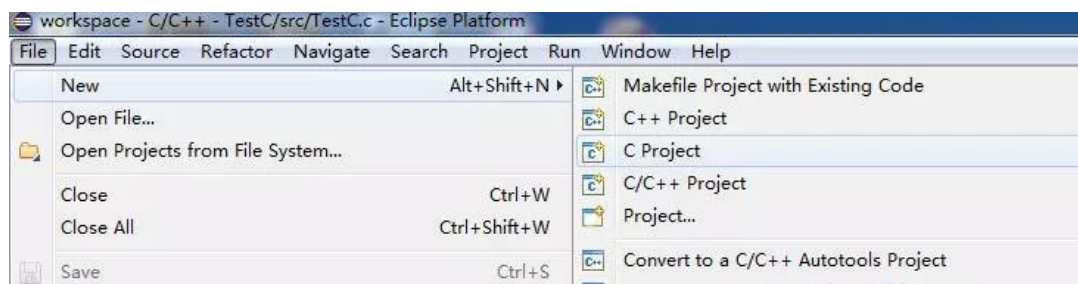 workspace - C/C++ - TestC/src/TestC.c - Eclipse Platform
File Edit Source Refactor Navigate Search Project Run Window Help
New Alt+Shift+N
Open File...
Open Projects from File System...
Close Ctrl+W
Close All Ctrl+Shift+W
Save Ctrl+S
Makefile Project with Existing Code
C++ Project
C Project
C/C++ Project
Project...
Convert to a C/C++ Autotools Project